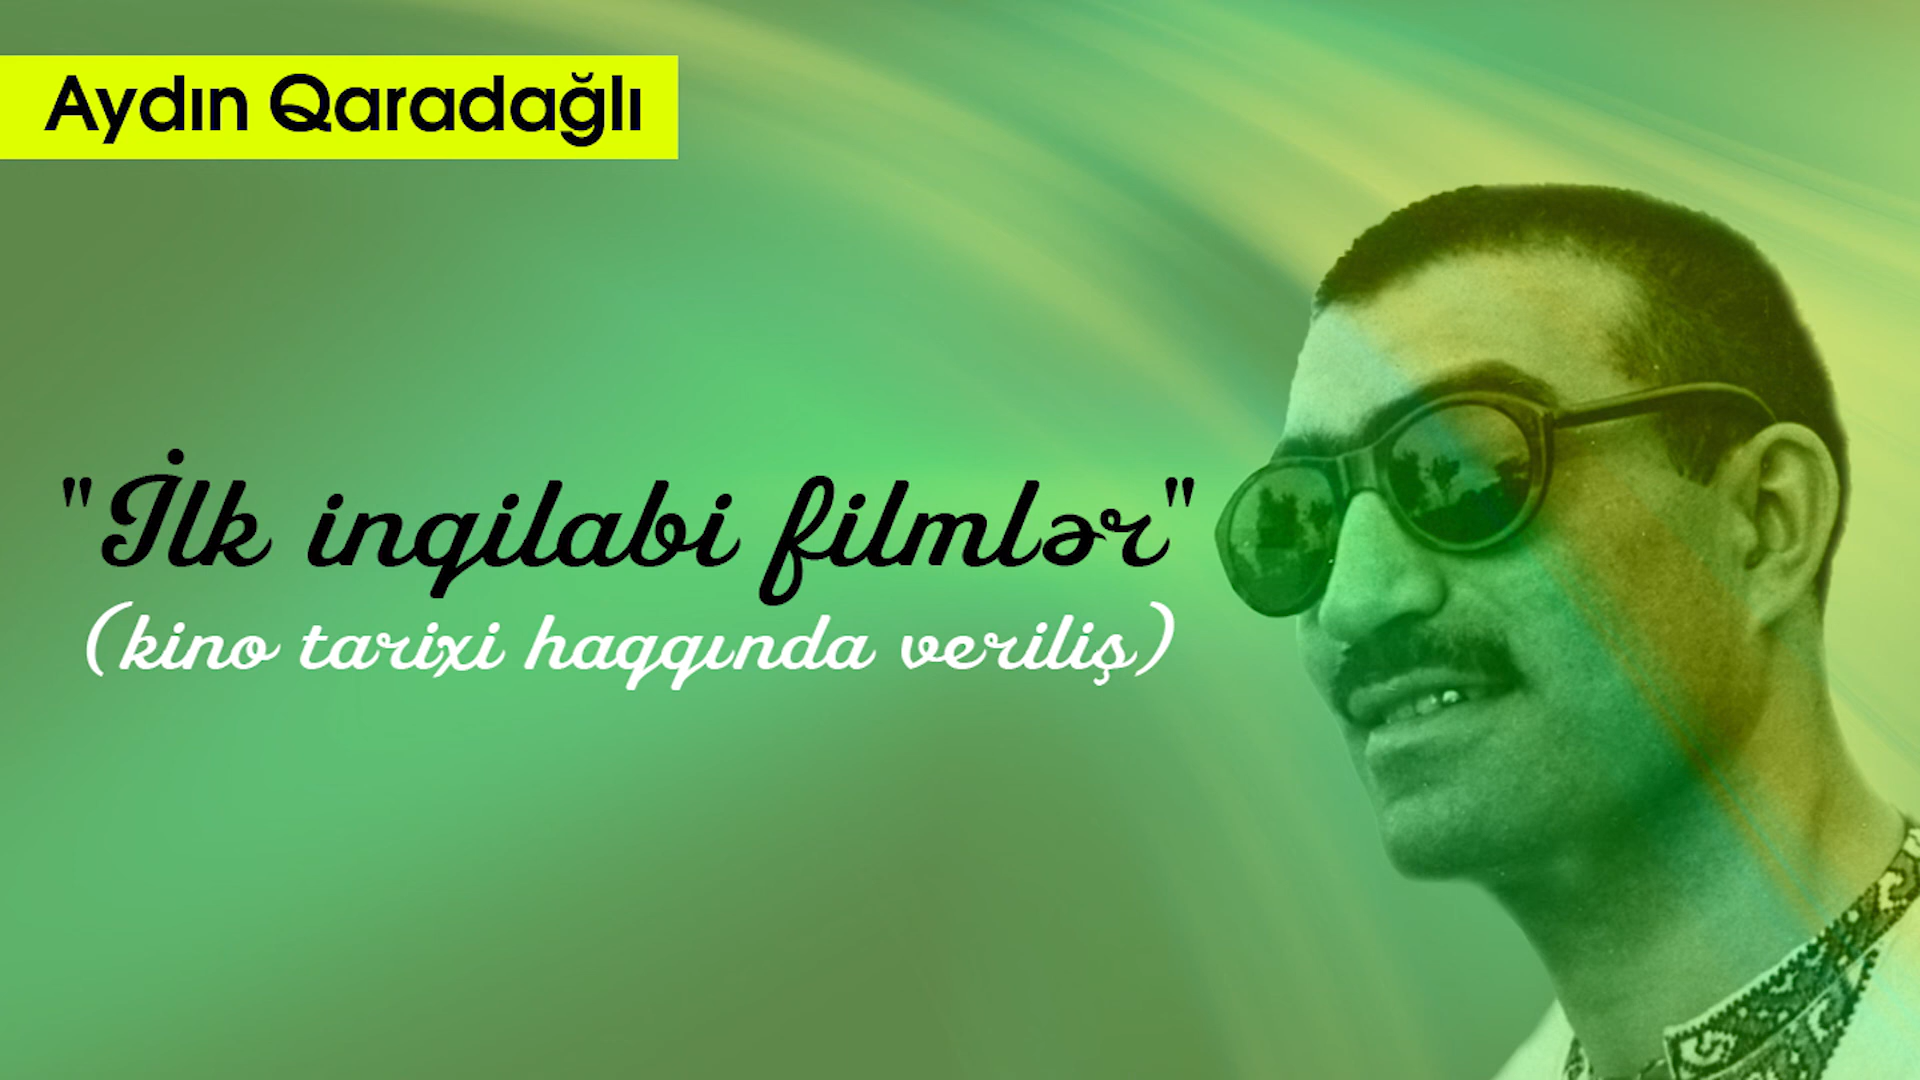 Aydın Qaradağlı
"İlk inqilabi filmlər"
(kino tarixi haqqında veriliş)